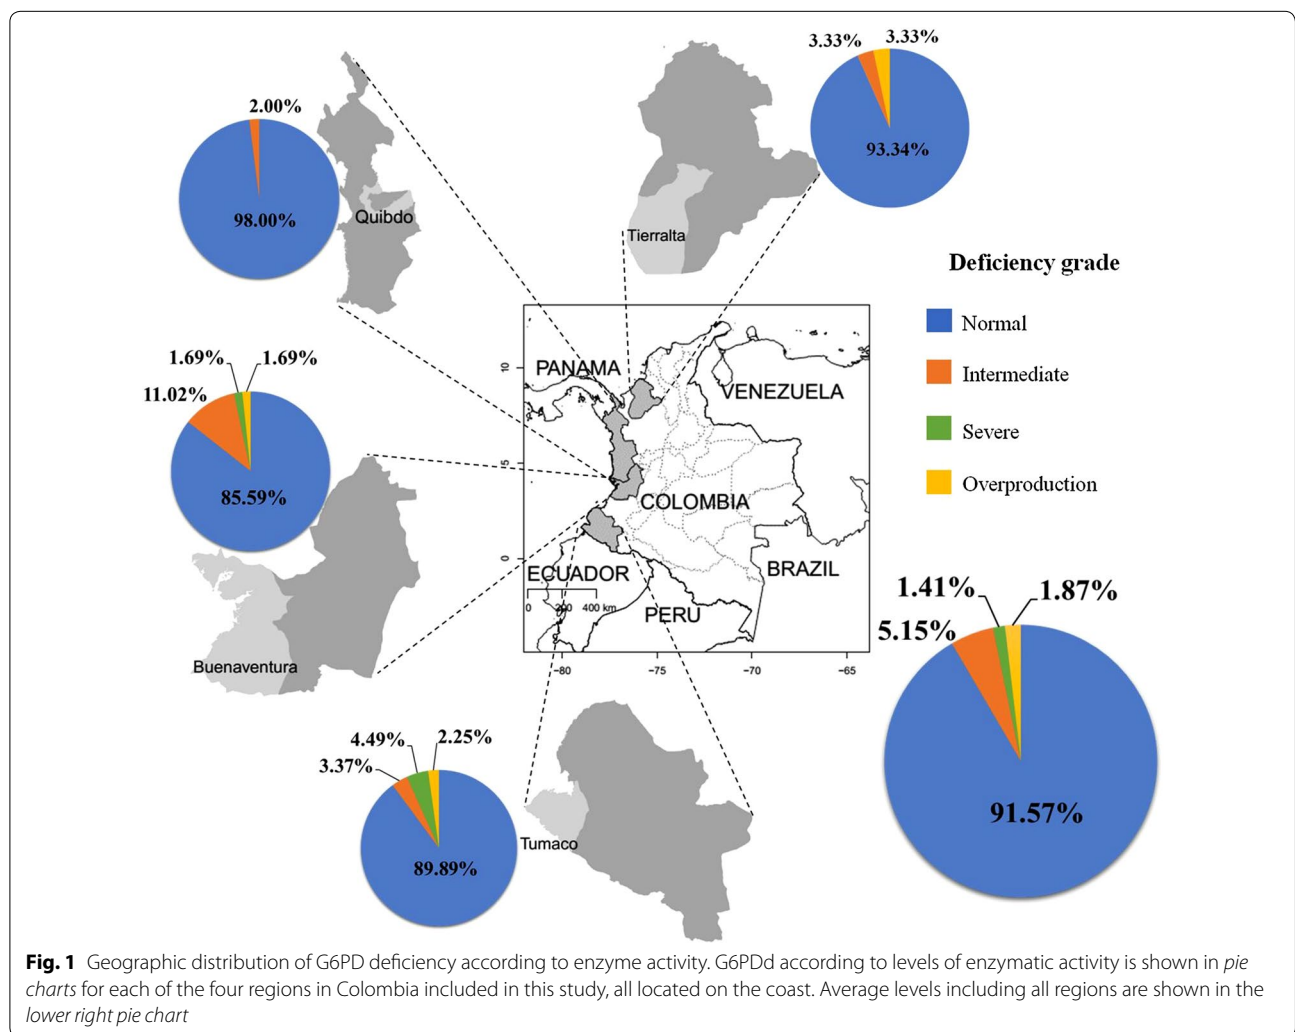 3.33%
3.33%
93.34%
2.00%
98.00%
Quibdo
Tierralta
Deficiency grade
Normal
Intermediate
Severe
Overproduction
1.69%
1.69%
11.02%
85.59%
Buenaventura
PANAMA
VENEZUELA
COLOMBIA
ECUADOR
BRAZIL
PERU
10
5
0
0 200 400 km
−80 −75 −70 −65
1.41%
1.87%
5.15%
91.57%
4.49%
2.25%
3.37%
89.89%
Tumaco
Fig. 1 Geographic distribution of G6PD deficiency according to enzyme activity. G6PDd according to levels of enzymatic activity is shown in pie
charts for each of the four regions in Colombia included in this study, all located on the coast. Average levels including all regions are shown in the
lower right pie chart